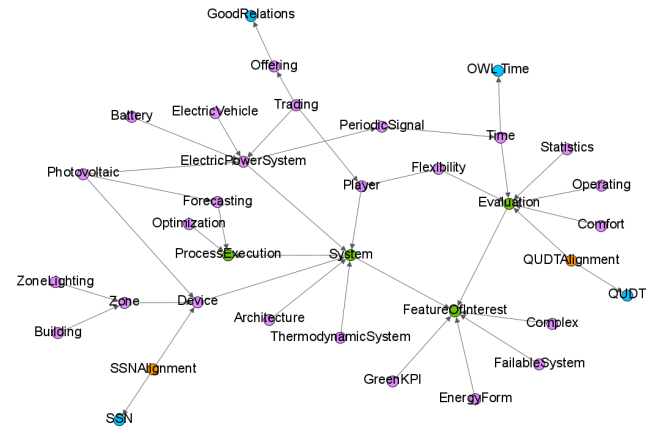 GoodRelations
Offering
OWL Time
Trading
ElectricVehicle
Battery
PeriodicSignal
Time
Statistics
ElectricPowerSystem
Flexibility
Photovoltaic
Player
Operating
Forecasting
Evaluation
Optimization
Comfort
ProcessExecution
System
QUDTAlignment
ZoneLighting
QUDT
Zone
Device
FeatureOfInterest
Architecture
Complex
Building
ThermodynamicSystem
FailableSystem
SSNAlignment
GreenKPI
EnergyForm
SSN